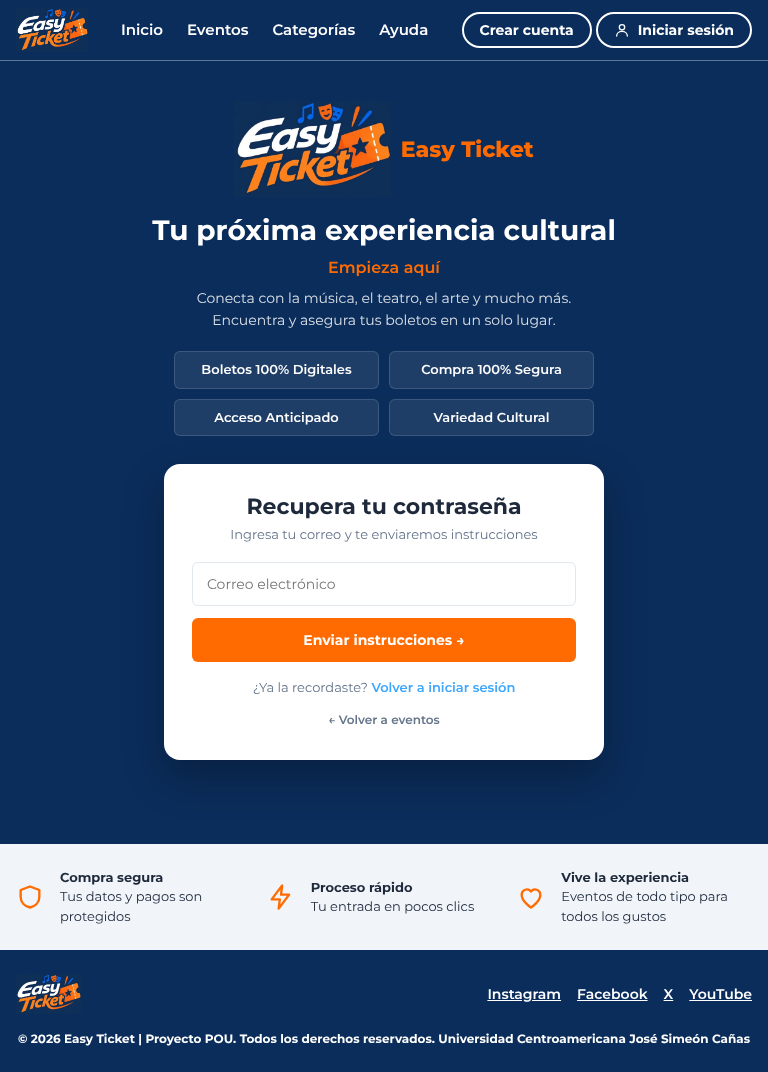 Easy Ticket
Inicio
Eventos
Categorías
Ayuda
Crear cuenta
Iniciar sesión
Easy Ticket
Easy Ticket
Tu próxima experiencia cultural
Empieza aquí
Conecta con la música, el teatro, el arte y mucho más.
Encuentra y asegura tus boletos en un solo lugar.
Boletos 100% Digitales
Compra 100% Segura
Acceso Anticipado
Variedad Cultural
Recupera tu contraseña
Ingresa tu correo y te enviaremos instrucciones
Correo electrónico
Enviar instrucciones →
¿Ya la recordaste? Volver a iniciar sesión
← Volver a eventos
Compra segura
Tus datos y pagos son
protegidos
Proceso rápido
Tu entrada en pocos clics
Vive la experiencia
Eventos de todo tipo para
todos los gustos
Easy Ticket
Instagram
Facebook
X
YouTube
© 2026 Easy Ticket | Proyecto POU. Todos los derechos reservados. Universidad Centroamericana José Simeón Cañas